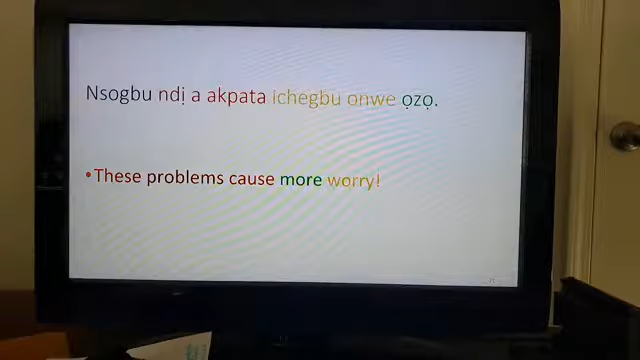 Nsogbu ndị a akpata ichegbu onwe ọzọ.
•These problems cause more worry!